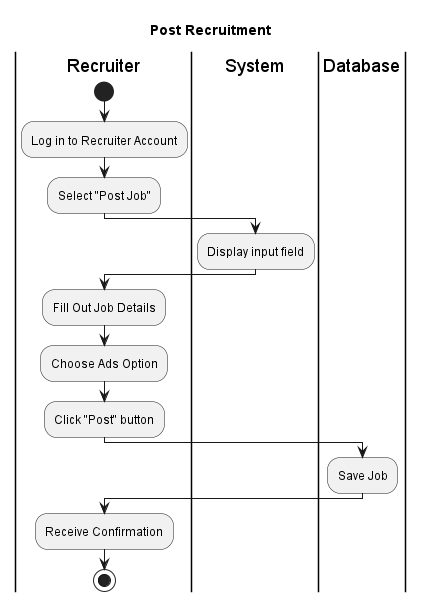 Post Recruitment
Recruiter
System
Database
Log in to Recruiter Account
Select "Post Job"
Display input field
Fill Out Job Details
Choose Ads Option
Click "Post" button
Save Job
Receive Confirmation